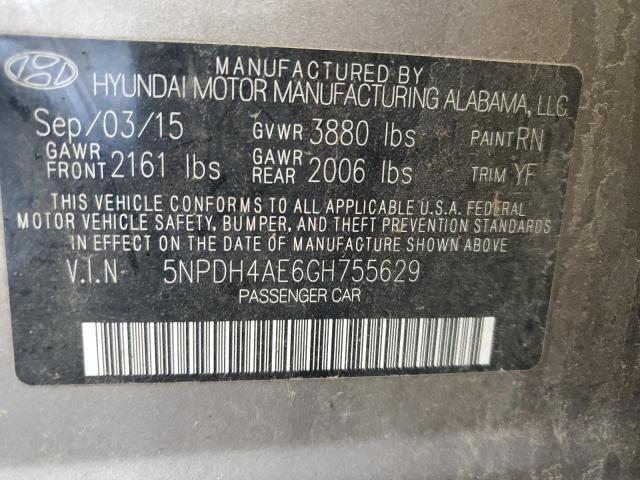 MANUFACTURED BY
HYUNDAI MOTOR MANUFACTURING ALABAMA, LLC
Sep/03/15 GVWR 3880 lbs PAINT RN
GAWR FRONT 2161 lbs GAWR REAR 2006 lbs TRIM YF
THIS VEHICLE CONFORMS TO ALL APPLICABLE U.S.A. FEDERAL
MOTOR VEHICLE SAFETY, BUMPER, AND THEFT PREVENTION STANDARDS
IN EFFECT ON THE DATE OF MANUFACTURE SHOWN ABOVE
V.I.N 5NPDH4AE6GH755629
PASSENGER CAR